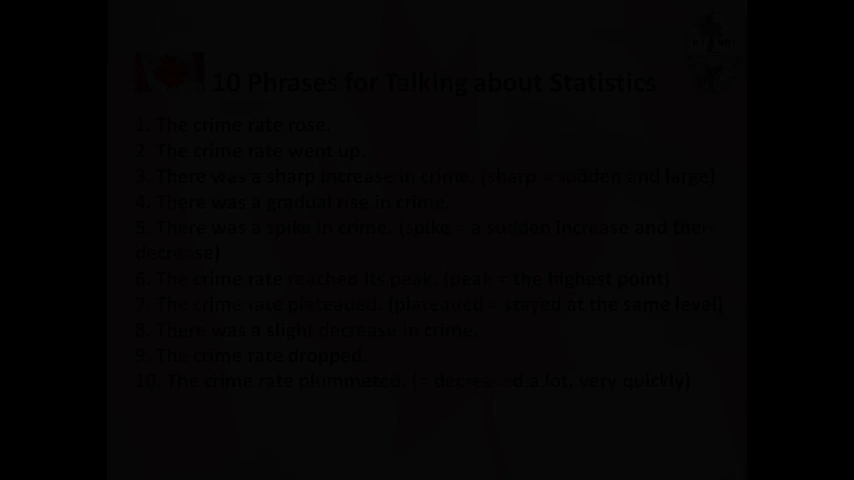 10 Phrases for Talking about Statistics
1. The crime rate rose.
2. The crime rate went up.
3. There was a sharp increase in crime. (sharp = sudden and large)
4. There was a gradual rise in crime.
5. There was a spike in crime. (spike = a sudden increase and then
decrease)
6. The crime rate reached its peak. (peak = the highest point)
7. The crime rate plateaued. (plateaued = stayed at the same level)
8. There was a slight decrease in crime.
9. The crime rate dropped.
10. The crime rate plummeted. (= decreased a lot, very quickly)